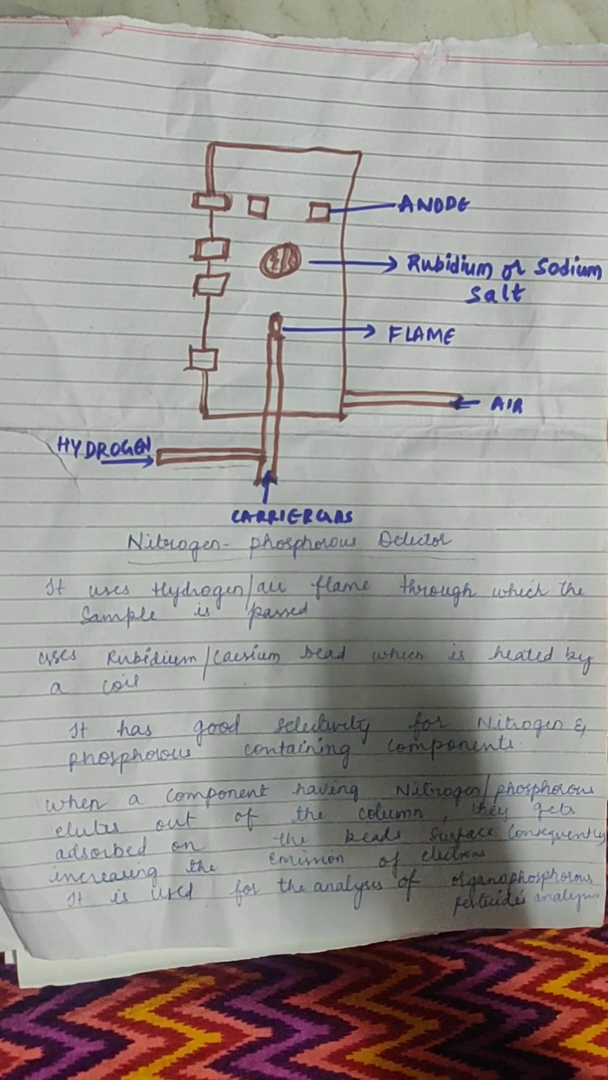 ANODE
Rubidium or Sodium
Salt
FLAME
AIR
HYDROGEN
CARRIER GAS
Nitrogen - phosphorous Detector
It uses Hydrogen/air flame through which the
Sample is passed
uses Rubidium/Caesium bead which is heated by
a coil
It has good selectivity for Nitrogen &
phosphorous containing components.
when a component having Nitrogen/phosphorous
elutes out of the column, they gets
adsorbed on the beads surface consequently
increasing the emission of electrons
It is used for the analyses of organophosphorous
pesticides analysis